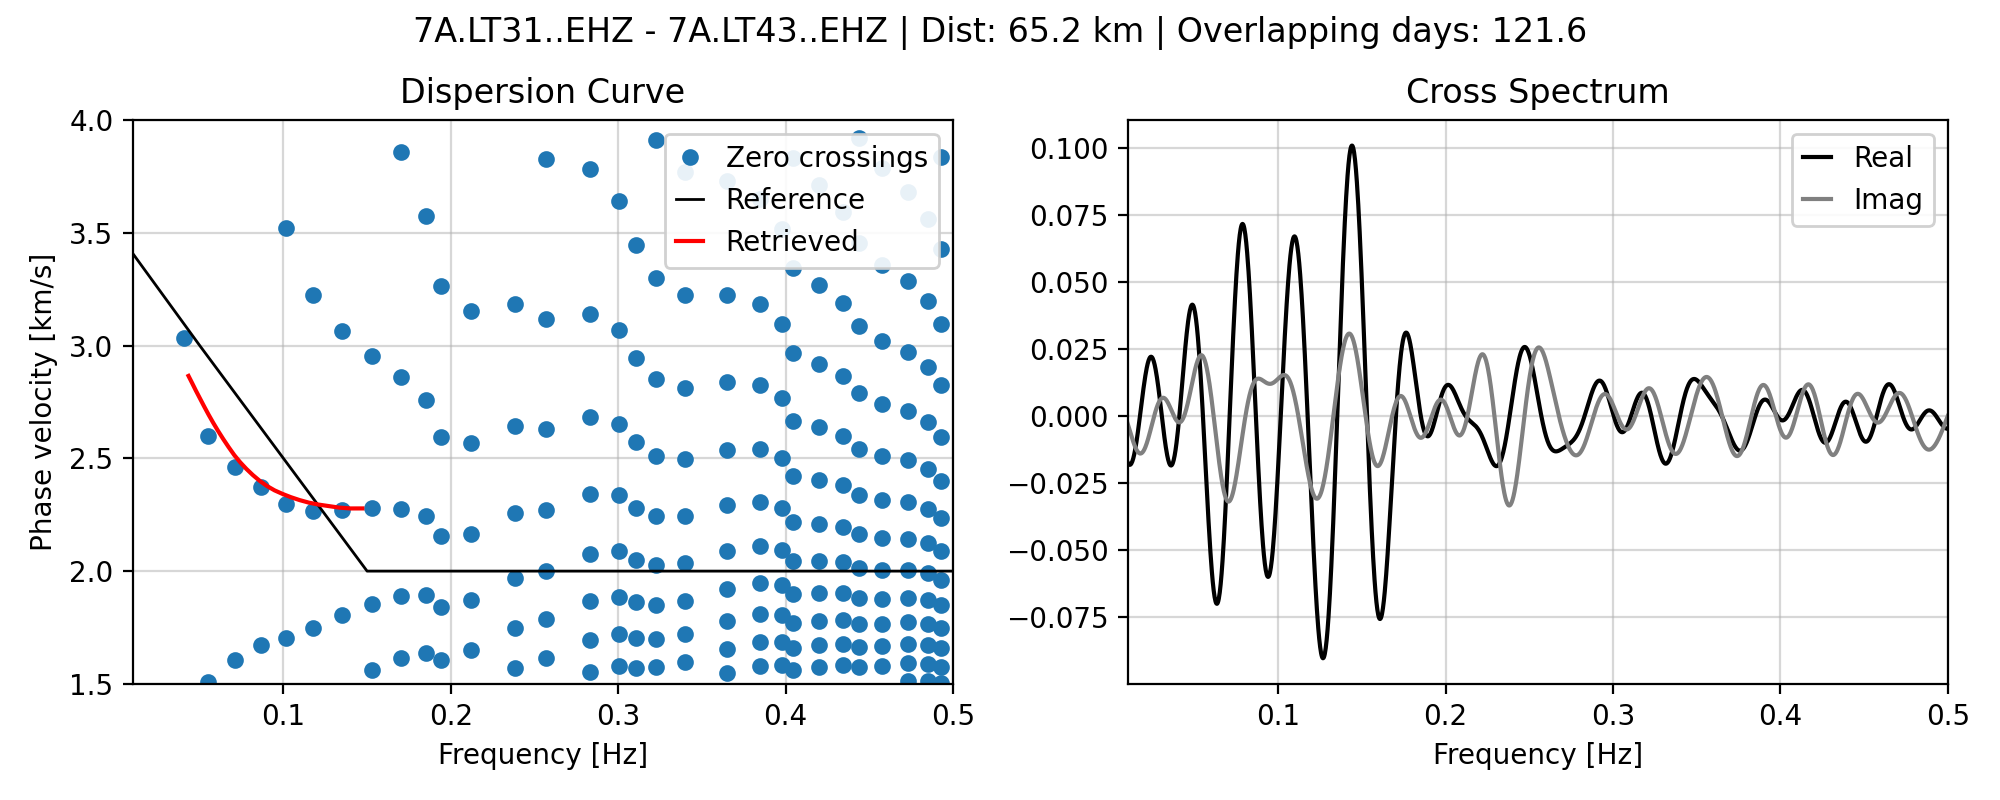 7A.LT31..EHZ - 7A.LT43..EHZ | Dist: 65.2 km | Overlapping days: 121.6
Dispersion Curve
4.0
3.5
3.0
2.5
2.0
1.5
Phase velocity [km/s]
Zero crossings
Reference
Retrieved
0.1
0.2
0.3
0.4
0.5
Frequency [Hz]
Cross Spectrum
0.100
0.075
0.050
0.025
0.000
−0.025
−0.050
−0.075
Real
Imag
0.1
0.2
0.3
0.4
0.5
Frequency [Hz]